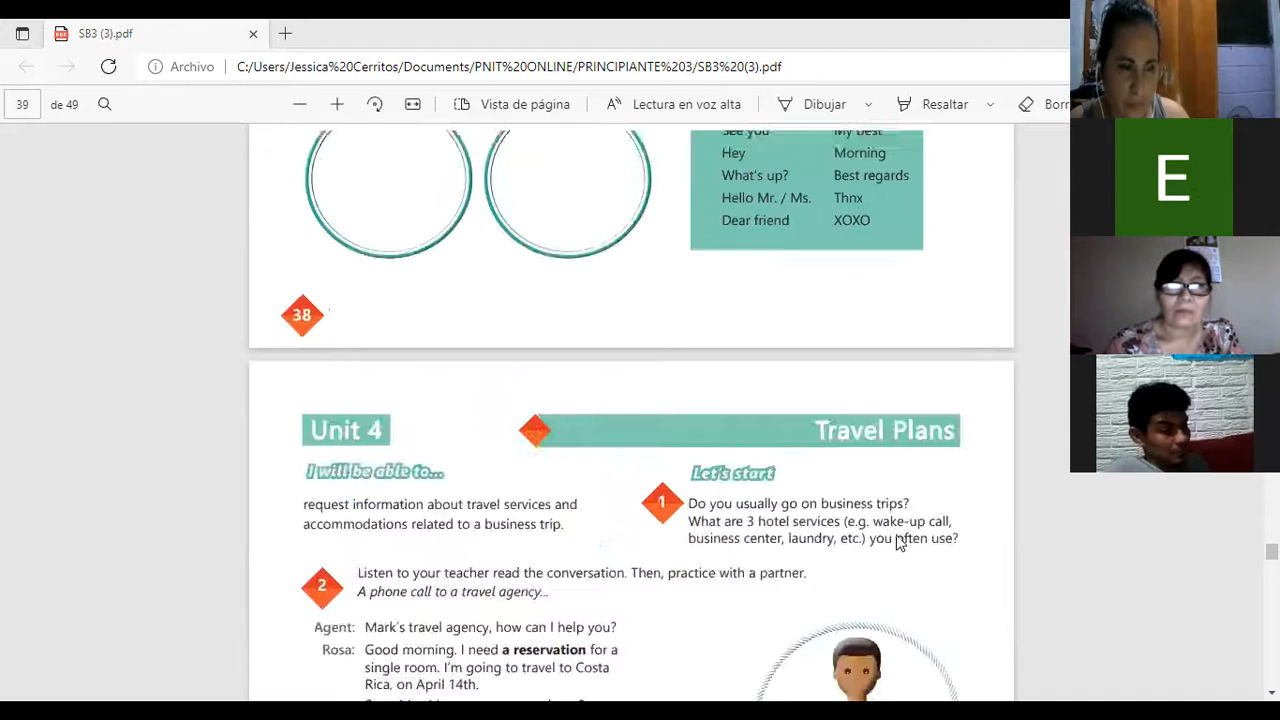 SB3 (3).pdf
Archivo C:/Users/Jessica%20Cerritos/Documents/PNIT%20ONLINE/PRINCIPIANTE%203/SB3%20(3).pdf
39 de 49 Vista de página Lectura en voz alta Dibujar Resaltar Borr
See you My best
Hey Morning
What's up? Best regards
Hello Mr. / Ms. Thnx
Dear friend XOXO
38
Unit 4 Travel Plans
I will be able to...
request information about travel services and
accommodations related to a business trip.
Let's start
1 Do you usually go on business trips?
What are 3 hotel services (e.g. wake-up call,
business center, laundry, etc.) you often use?
2 Listen to your teacher read the conversation. Then, practice with a partner.
A phone call to a travel agency...
Agent: Mark's travel agency, how can I help you?
Rosa: Good morning. I need a reservation for a
single room. I'm going to travel to Costa
Rica, on April 14th.
E